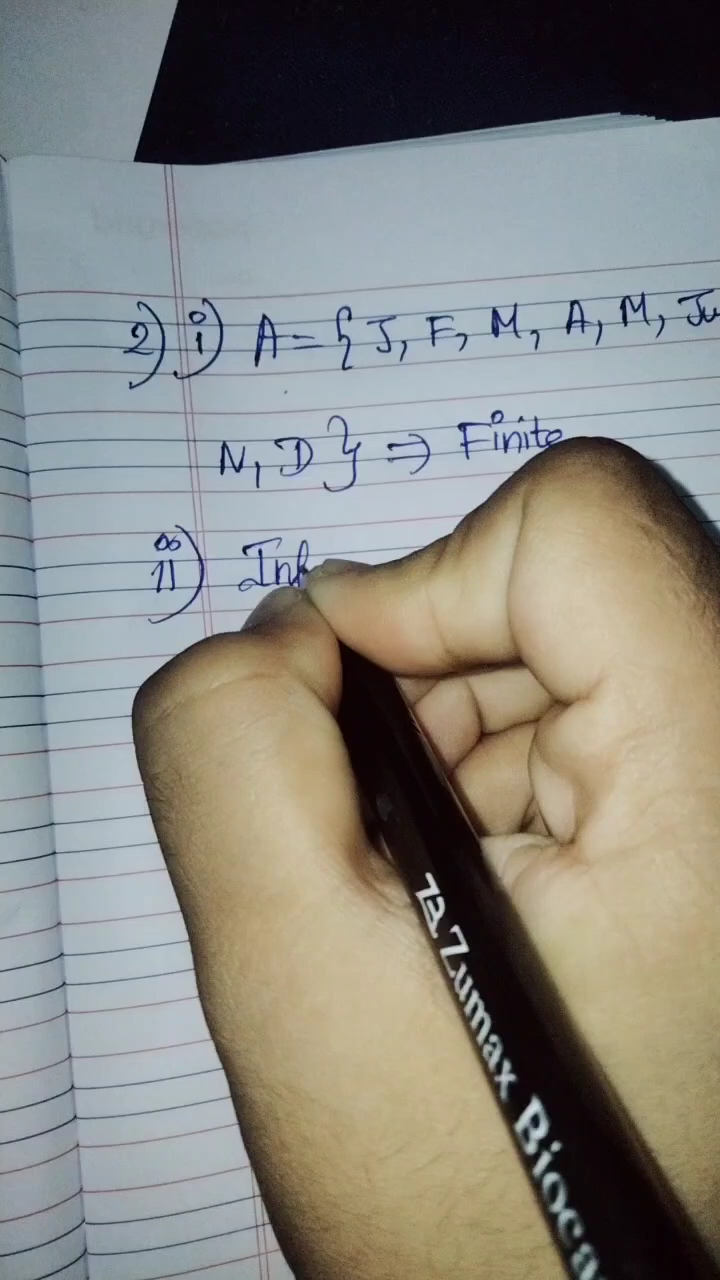 2) i) A = { J, F, M, A, M, Ju
N, D } ⇒ Finite
ii) Inf
Zumax Bioca